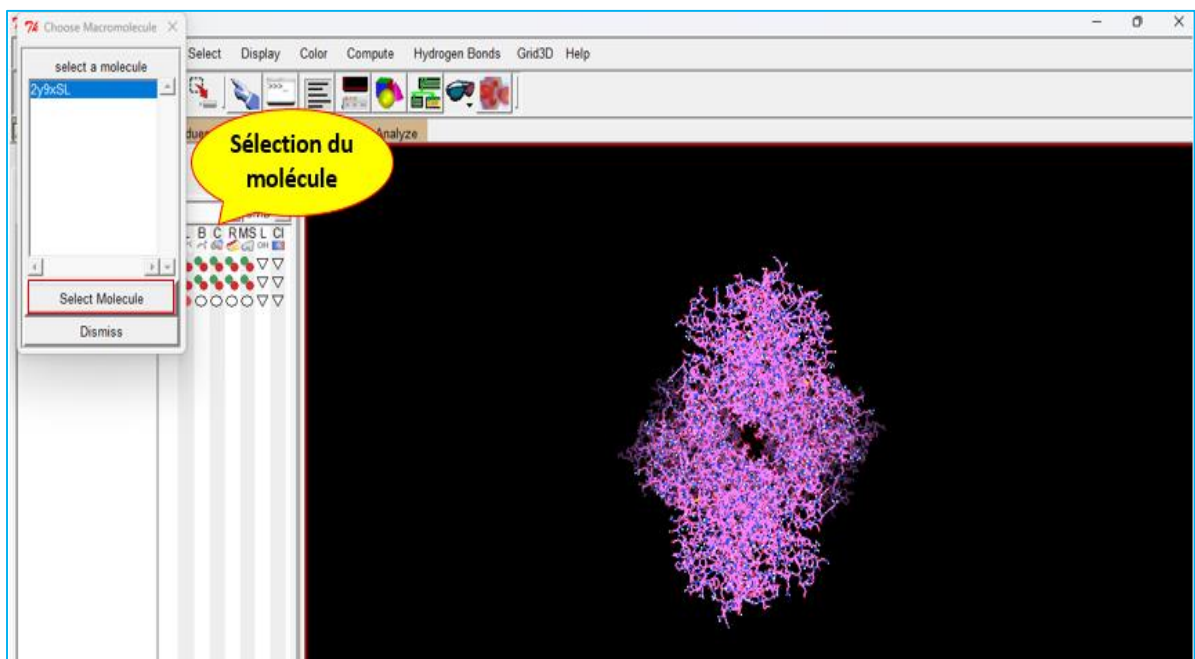 Choose Macromolecule
Select Display Color Compute Hydrogen Bonds Grid3D Help
select a molecule
2y9xSL
Analyze
Sélection du
molécule
L B C R MS L Cl
Select Molecule
Dismiss